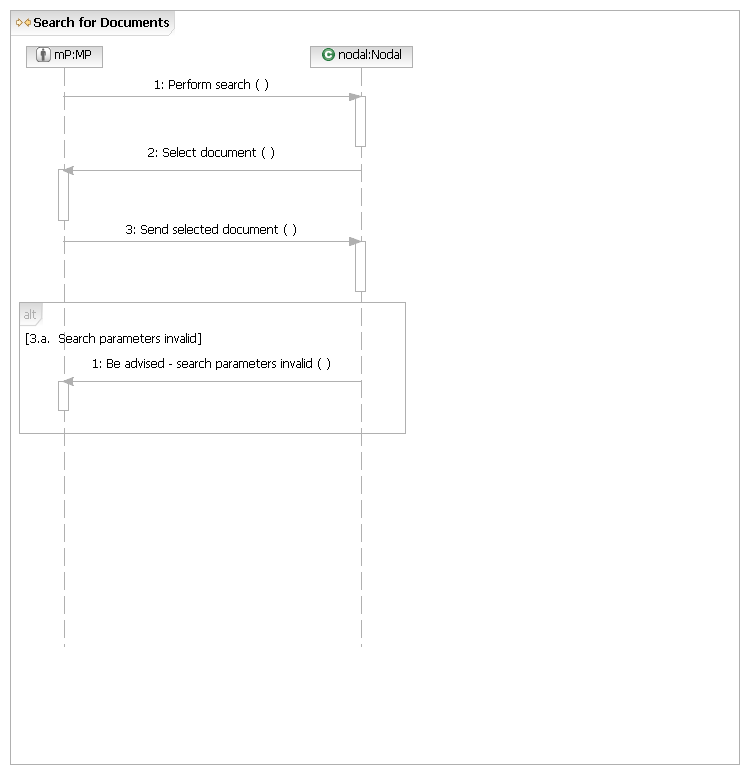 Search for Documents
mP:MP
nodal:Nodal
1: Perform search ( )
2: Select document ( )
3: Send selected document ( )
alt
[3.a. Search parameters invalid]
1: Be advised - search parameters invalid ( )